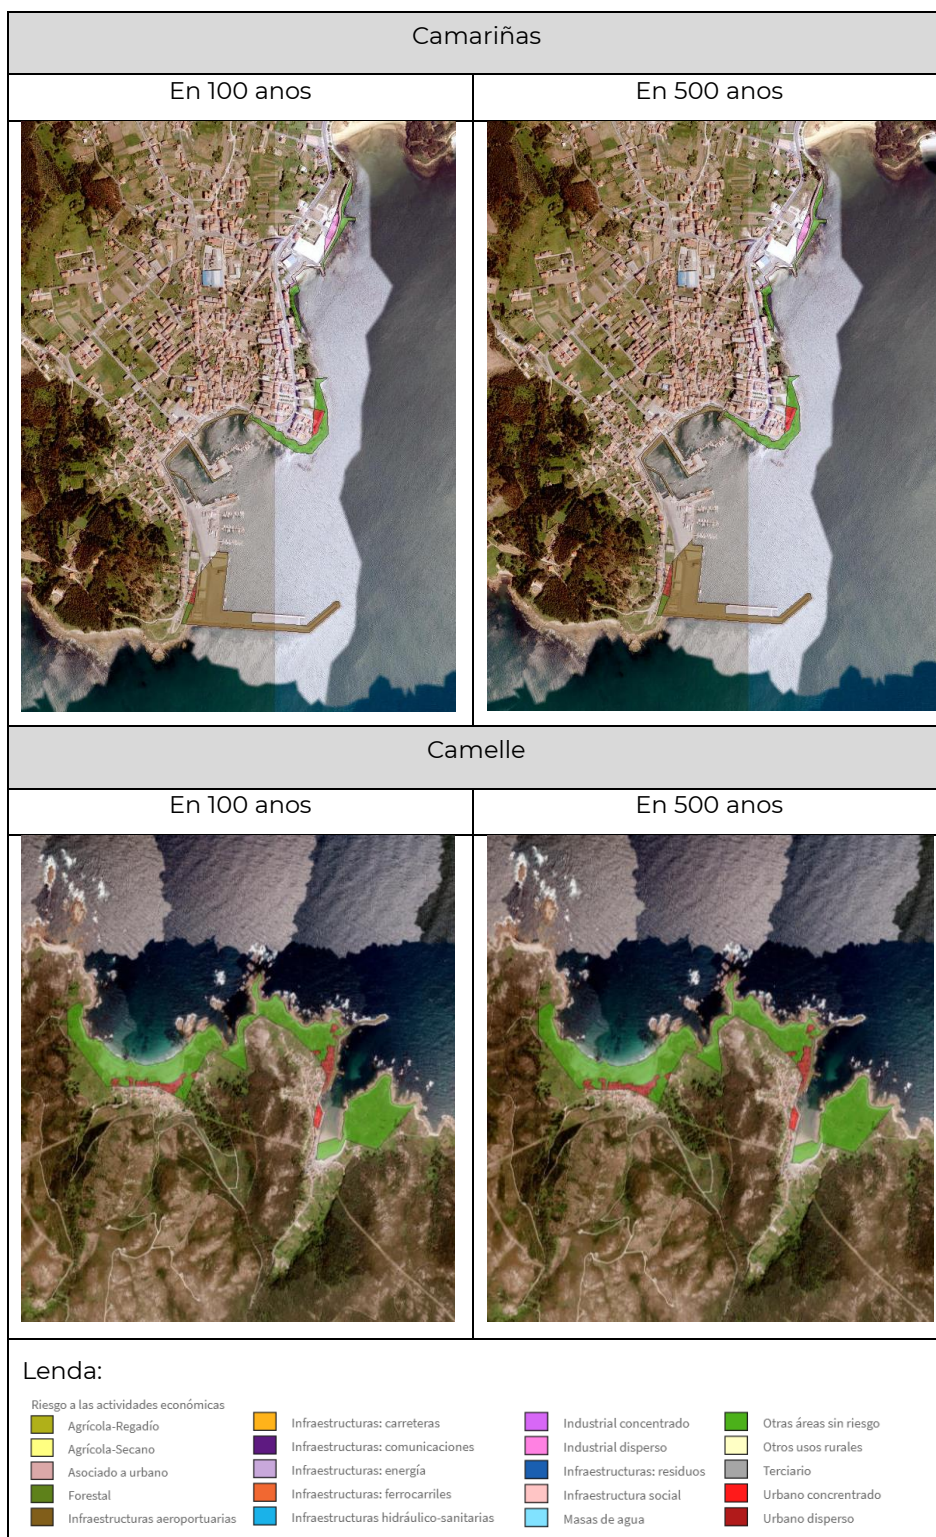 Camariñas
En 100 anos
En 500 anos
Camelle
En 100 anos
En 500 anos
Lenda:
Riesgo a las actividades económicas
Agrícola-Regadío
Agrícola-Secano
Asociado a urbano
Forestal
Infraestructuras aeroportuarias
Infraestructuras: carreteras
Infraestructuras: comunicaciones
Infraestructuras: energía
Infraestructuras: ferrocarriles
Infraestructuras hidráulico-sanitarias
Industrial concentrado
Industrial disperso
Infraestructuras: residuos
Infraestructura social
Masas de agua
Otras áreas sin riesgo
Otros usos rurales
Terciario
Urbano concrentrado
Urbano disperso